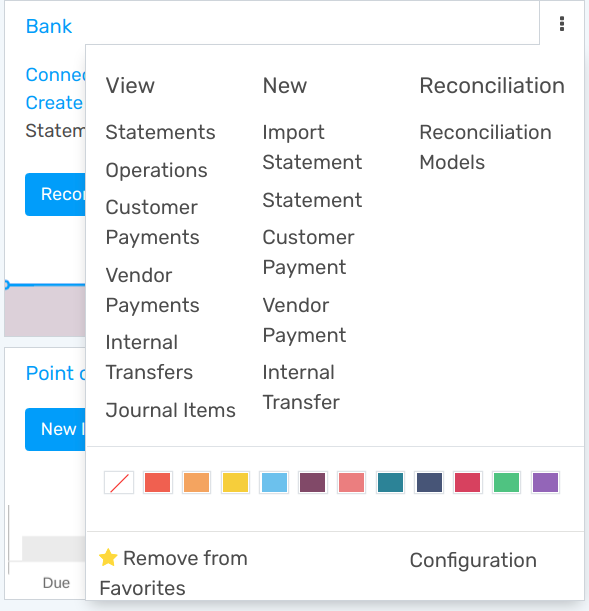 Bank
Connec
Create
Statem
Recor
View
Statements
Operations
Customer
Payments
Vendor
Payments
Internal
Transfers
Journal Items
New
Import
Statement
Statement
Customer
Payment
Vendor
Payment
Internal
Transfer
Reconciliation
Reconciliation
Models
Point o
New I
Due
Remove from
Favorites
Configuration